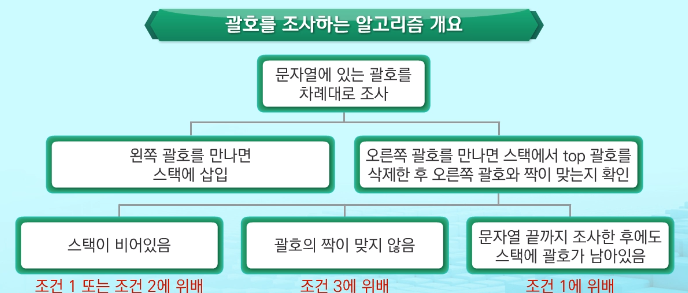 괄호를 조사하는 알고리즘 개요
문자열에 있는 괄호를
차례대로 조사
왼쪽 괄호를 만나면
스택에 삽입
오른쪽 괄호를 만나면 스택에서 top 괄호를
삭제한 후 오른쪽 괄호와 짝이 맞는지 확인
스택이 비어있음
괄호의 짝이 맞지 않음
문자열 끝까지 조사한 후에도
스택에 괄호가 남아있음
조건 1 또는 조건 2에 위배
조건 3에 위배
조건 1에 위배